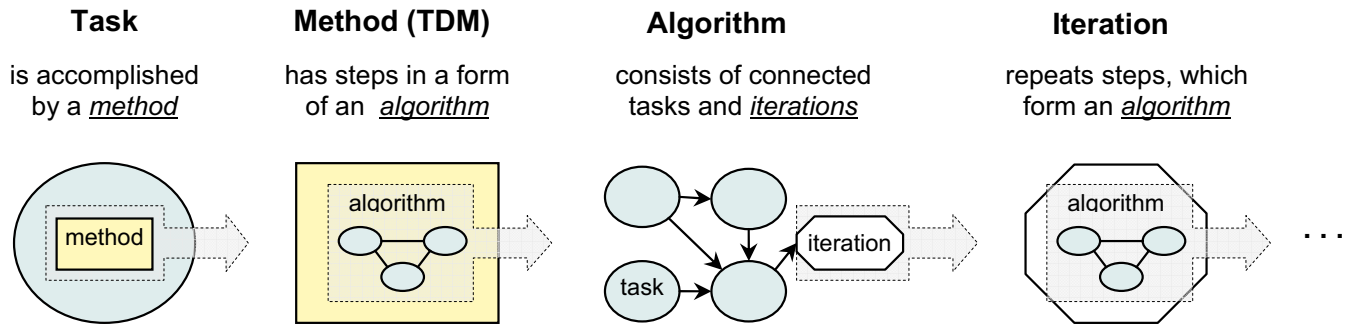 Task
is accomplished
by a method
method
Method (TDM)
has steps in a form
of an algorithm
algorithm
Algorithm
consists of connected
tasks and iterations
iteration
task
Iteration
repeats steps, which
form an algorithm
algorithm
. . .